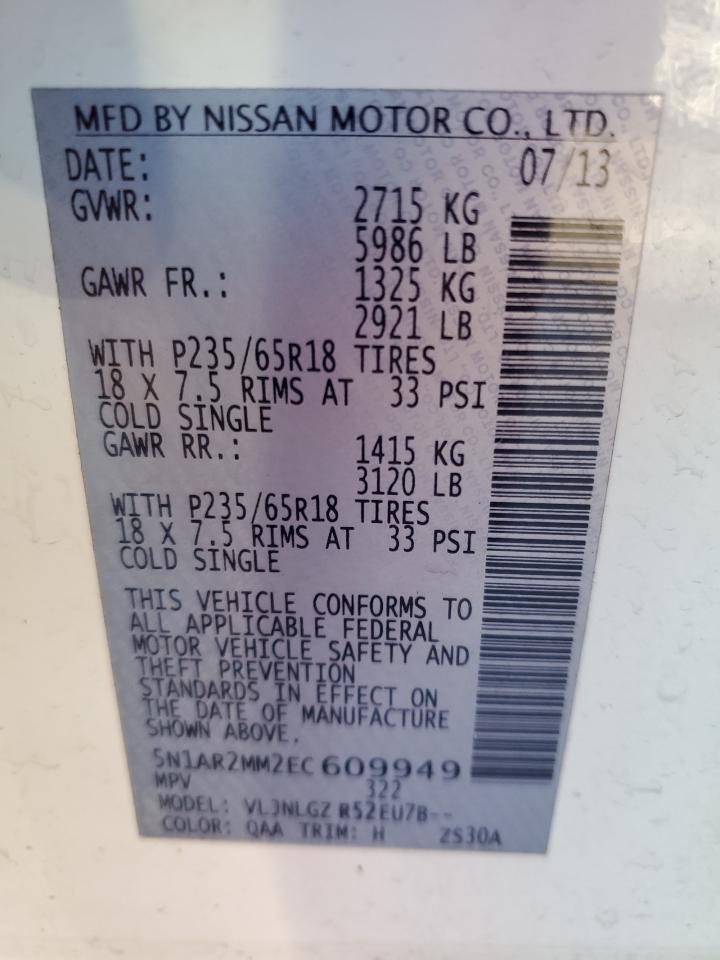 MFD BY NISSAN MOTOR CO., LTD.
DATE: 07/13
GVWR: 2715 KG
5986 LB
GAWR FR.: 1325 KG
2921 LB
WITH P235/65R18 TIRES
18 X 7.5 RIMS AT 33 PSI
COLD SINGLE
GAWR RR.: 1415 KG
3120 LB
WITH P235/65R18 TIRES
18 X 7.5 RIMS AT 33 PSI
COLD SINGLE
THIS VEHICLE CONFORMS TO
ALL APPLICABLE FEDERAL
MOTOR VEHICLE SAFETY AND
THEFT PREVENTION
STANDARDS IN EFFECT ON
THE DATE OF MANUFACTURE
SHOWN ABOVE.
5N1AR2MM2EC609949
MPV 322
MODEL: VLJNLGZ R52EU7B--
COLOR: QAA TRIM: H 2S30A